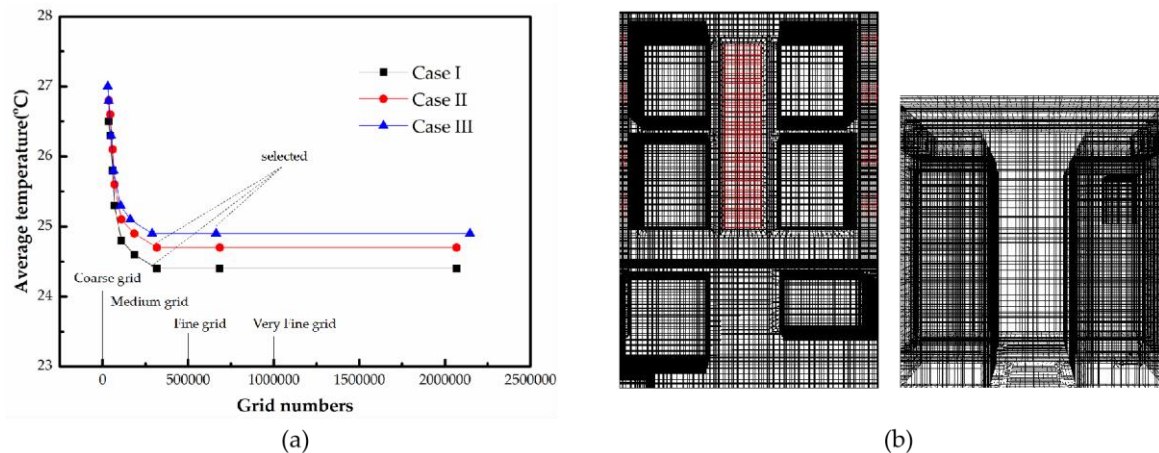 28
27
26
25
24
23
Average temperature(°C)
Case I
Case II
Case III
selected
Coarse grid
Medium grid
Fine grid
Very Fine grid
0
500000
1000000
1500000
2000000
2500000
Grid numbers
(a)
(b)